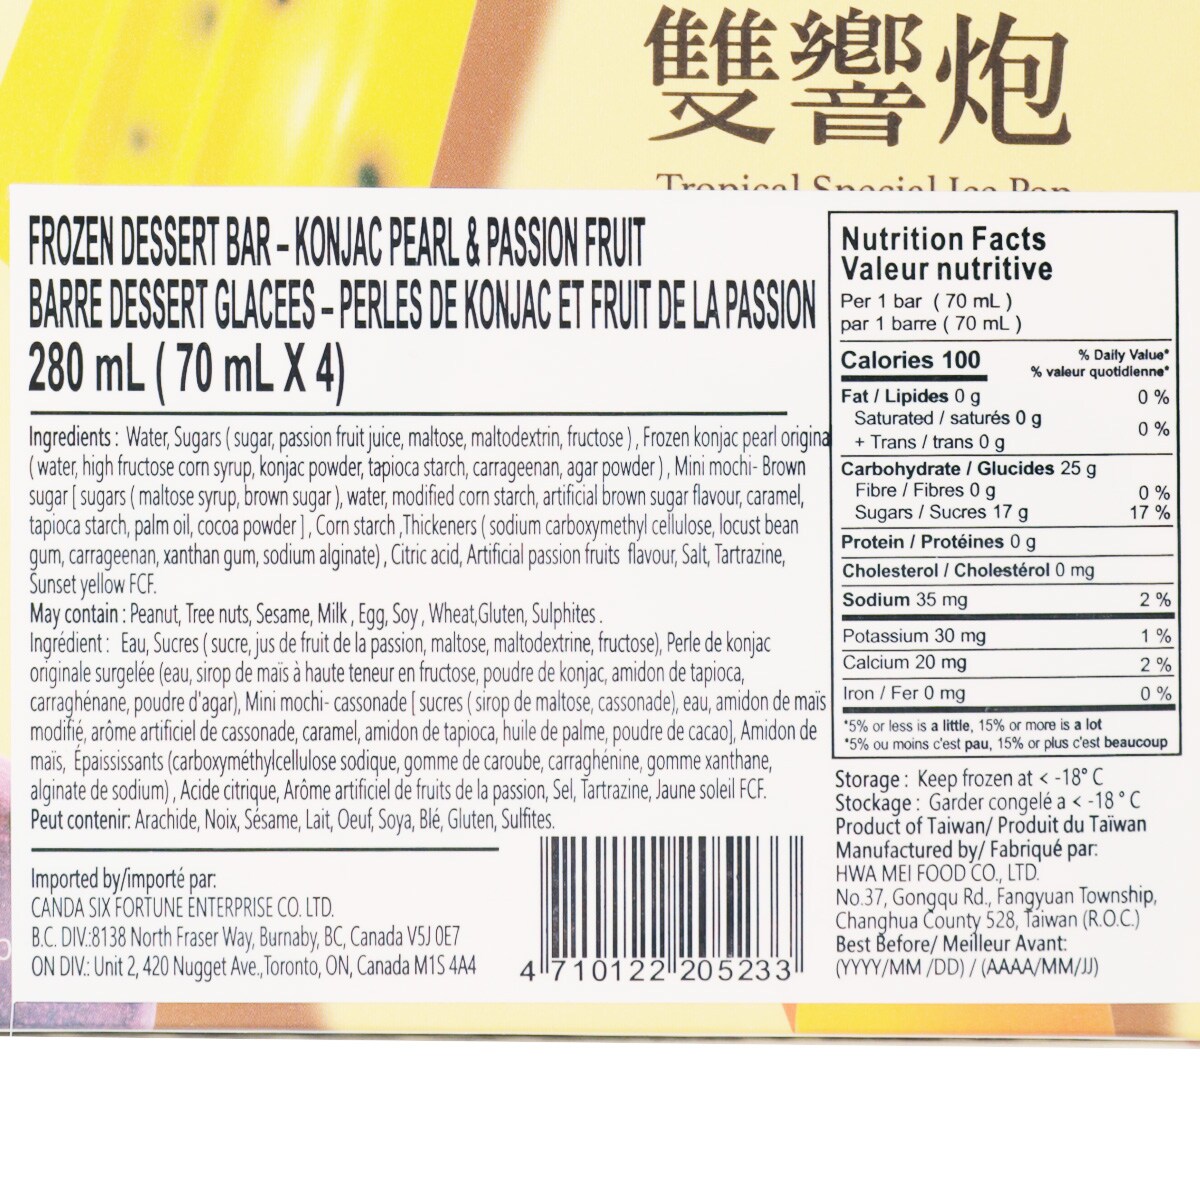 雙響炮
Tropical Special Ice Pop
FROZEN DESSERT BAR – KONJAC PEARL & PASSION FRUIT
BARRE DESSERT GLACEES – PERLES DE KONJAC ET FRUIT DE LA PASSION
280 mL ( 70 mL X 4)
Ingredients : Water, Sugars ( sugar, passion fruit juice, maltose, maltodextrin, fructose ) , Frozen konjac pearl origina
( water, high fructose corn syrup, konjac powder, tapioca starch, carrageenan, agar powder ) , Mini mochi- Brown
sugar [ sugars ( maltose syrup, brown sugar ), water, modified corn starch, artificial brown sugar flavour, caramel,
tapioca starch, palm oil, cocoa powder ] , Corn starch ,Thickeners ( sodium carboxymethyl cellulose, locust bean
gum, carrageenan, xanthan gum, sodium alginate) , Citric acid, Artificial passion fruits flavour, Salt, Tartrazine,
Sunset yellow FCF.
May contain : Peanut, Tree nuts, Sesame, Milk , Egg, Soy , Wheat,Gluten, Sulphites .
Ingrédient : Eau, Sucres ( sucre, jus de fruit de la passion, maltose, maltodextrine, fructose), Perle de konjac
originale surgelée (eau, sirop de maïs à haute teneur en fructose, poudre de konjac, amidon de tapioca,
carraghénane, poudre d'agar), Mini mochi- cassonade [ sucres ( sirop de maltose, cassonade), eau, amidon de maïs
modifié, arôme artificiel de cassonade, caramel, amidon de tapioca, huile de palme, poudre de cacao], Amidon de
maïs, Épaississants (carboxyméthylcellulose sodique, gomme de caroube, carraghénine, gomme xanthane,
alginate de sodium) , Acide citrique, Arôme artificiel de fruits de la passion, Sel, Tartrazine, Jaune soleil FCF.
Peut contenir: Arachide, Noix, Sésame, Lait, Oeuf, Soya, Blé, Gluten, Sulfites.
Imported by/importé par:
CANDA SIX FORTUNE ENTERPRISE CO. LTD.
B.C. DIV.:8138 North Fraser Way, Burnaby, BC, Canada V5J 0E7
ON DIV.: Unit 2, 420 Nugget Ave.,Toronto, ON, Canada M1S 4A4
4 710122 205233
Nutrition Facts
Valeur nutritive
Per 1 bar ( 70 mL )
par 1 barre ( 70 mL )
Calories 100
% Daily Value*
% valeur quotidienne*
Fat / Lipides 0 g 0 %
Saturated / saturés 0 g
+ Trans / trans 0 g 0 %
Carbohydrate / Glucides 25 g
Fibre / Fibres 0 g 0 %
Sugars / Sucres 17 g 17 %
Protein / Protéines 0 g
Cholesterol / Cholestérol 0 mg
Sodium 35 mg 2 %
Potassium 30 mg 1 %
Calcium 20 mg 2 %
Iron / Fer 0 mg 0 %
*5% or less is a little, 15% or more is a lot
*5% ou moins c'est pau, 15% or plus c'est beaucoup
Storage : Keep frozen at < -18° C
Stockage : Garder congelé a < -18 ° C
Product of Taiwan/ Produit du Taïwan
Manufactured by/ Fabriqué par:
HWA MEI FOOD CO., LTD.
No.37, Gongqu Rd., Fangyuan Township,
Changhua County 528, Taiwan (R.O.C.)
Best Before/ Meilleur Avant:
(YYYY/MM /DD) / (AAAA/MM/JJ)